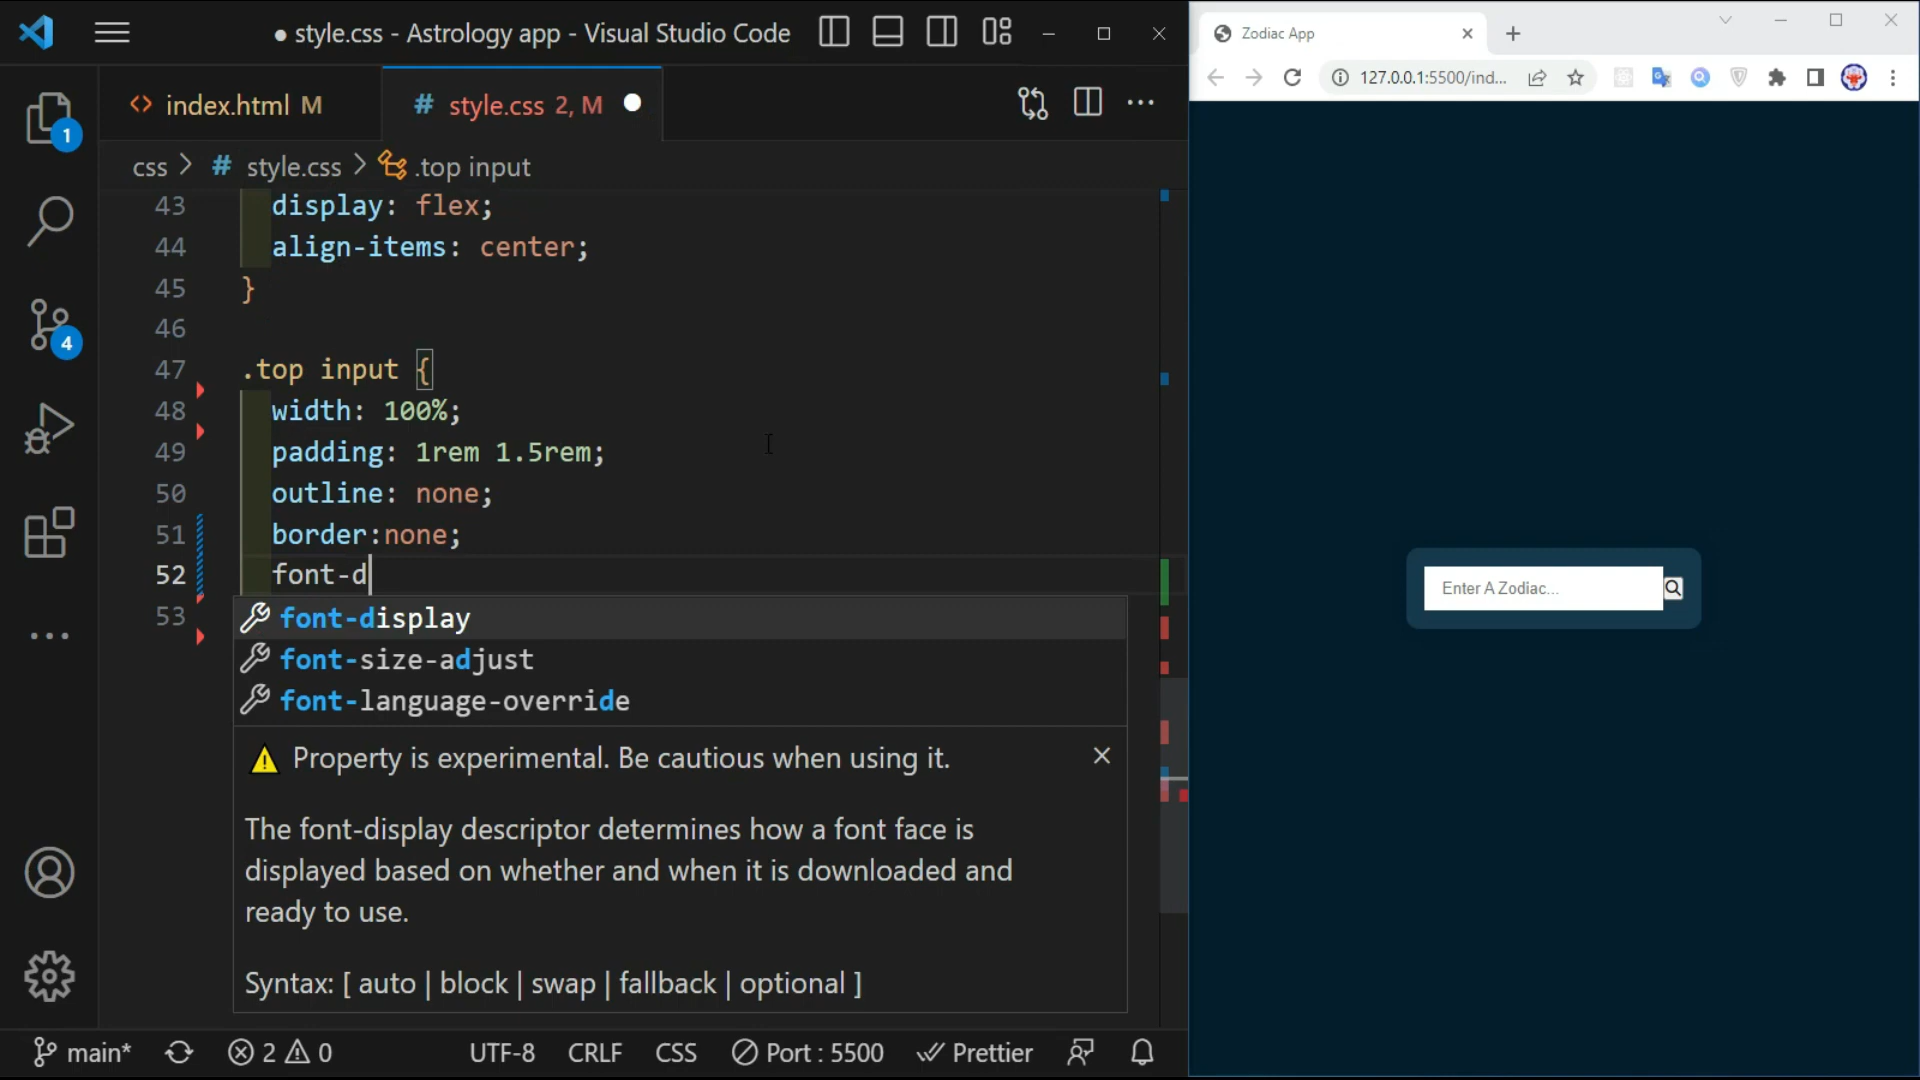 ● style.css - Astrology app - Visual Studio Code
<> index.html M
# style.css 2, M ●
css > # style.css > .top input
43 display: flex;
44 align-items: center;
45 }
46
47 .top input {
48 width: 100%;
49 padding: 1rem 1.5rem;
50 outline: none;
51 border:none;
52 font-d
53
font-display
font-size-adjust
font-language-override
Property is experimental. Be cautious when using it.
The font-display descriptor determines how a font face is
displayed based on whether and when it is downloaded and
ready to use.
Syntax: [ auto | block | swap | fallback | optional ]
1
4
main* 2 0 UTF-8 CRLF CSS Port : 5500 Prettier
Zodiac App
127.0.0.1:5500/ind...
Enter A Zodiac...